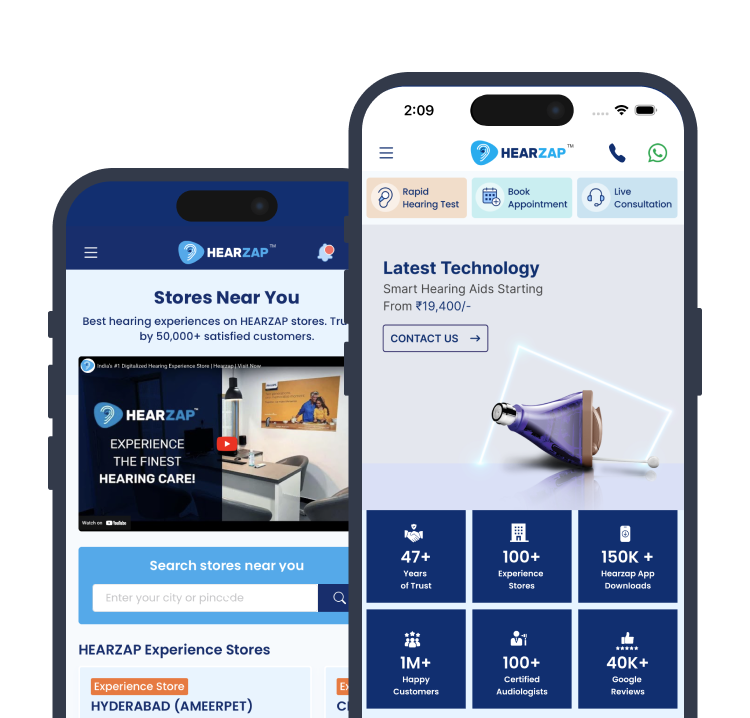 HEARZAP™
Stores Near You
Best hearing experiences on HEARZAP stores.
by 50,000+ satisfied customers.
India's #1 Digitalized Hearing Experience Store | Hearzap | Visit Now
HEARZAP™
EXPERIENCE
THE FINEST
HEARING CARE!
Watch on YouTube
Search stores near you
Enter your city or pincode
HEARZAP Experience Stores
Experience Store
HYDERABAD (AMEERPET)
2:09
HEARZAP™
Rapid
Hearing Test
Book
Appointment
Live
Consultation
Latest Technology
Smart Hearing Aids Starting
From ₹19,400/-
CONTACT US →
47+
Years
of Trust
100+
Experience
Stores
150K +
Hearzap App
Downloads
1M+
Happy
Customers
100+
Certified
Audiologists
40K+
Google
Reviews